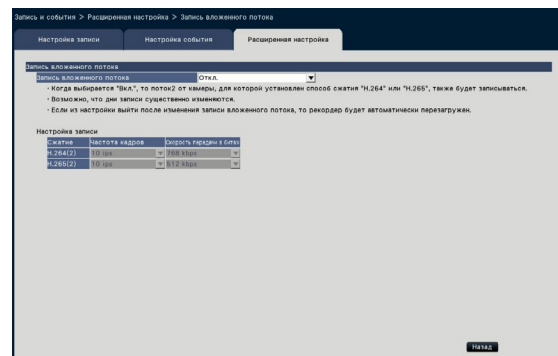 Запись и события > Расширенная настройка > Запись вложенного потока
Настройка записи
Настройка события
Расширенная настройка
Запись вложенного потока
Запись вложенного потока Откл.
· Когда выбирается "Вкл.", то поток2 от камеры, для которой установлен способ сжатия "H.264" или "H.265", также будет записываться.
· Возможно, что дни записи существенно изменяются.
· Если из настройки выйти после изменения записи вложенного потока, то рекордер будет автоматически перезагружен.
Настройка записи
Сжатие Частота кадров Скорость передачи в битах
H.264(2) 10 ips 768 kbps
H.265(2) 10 ips 512 kbps
Назад